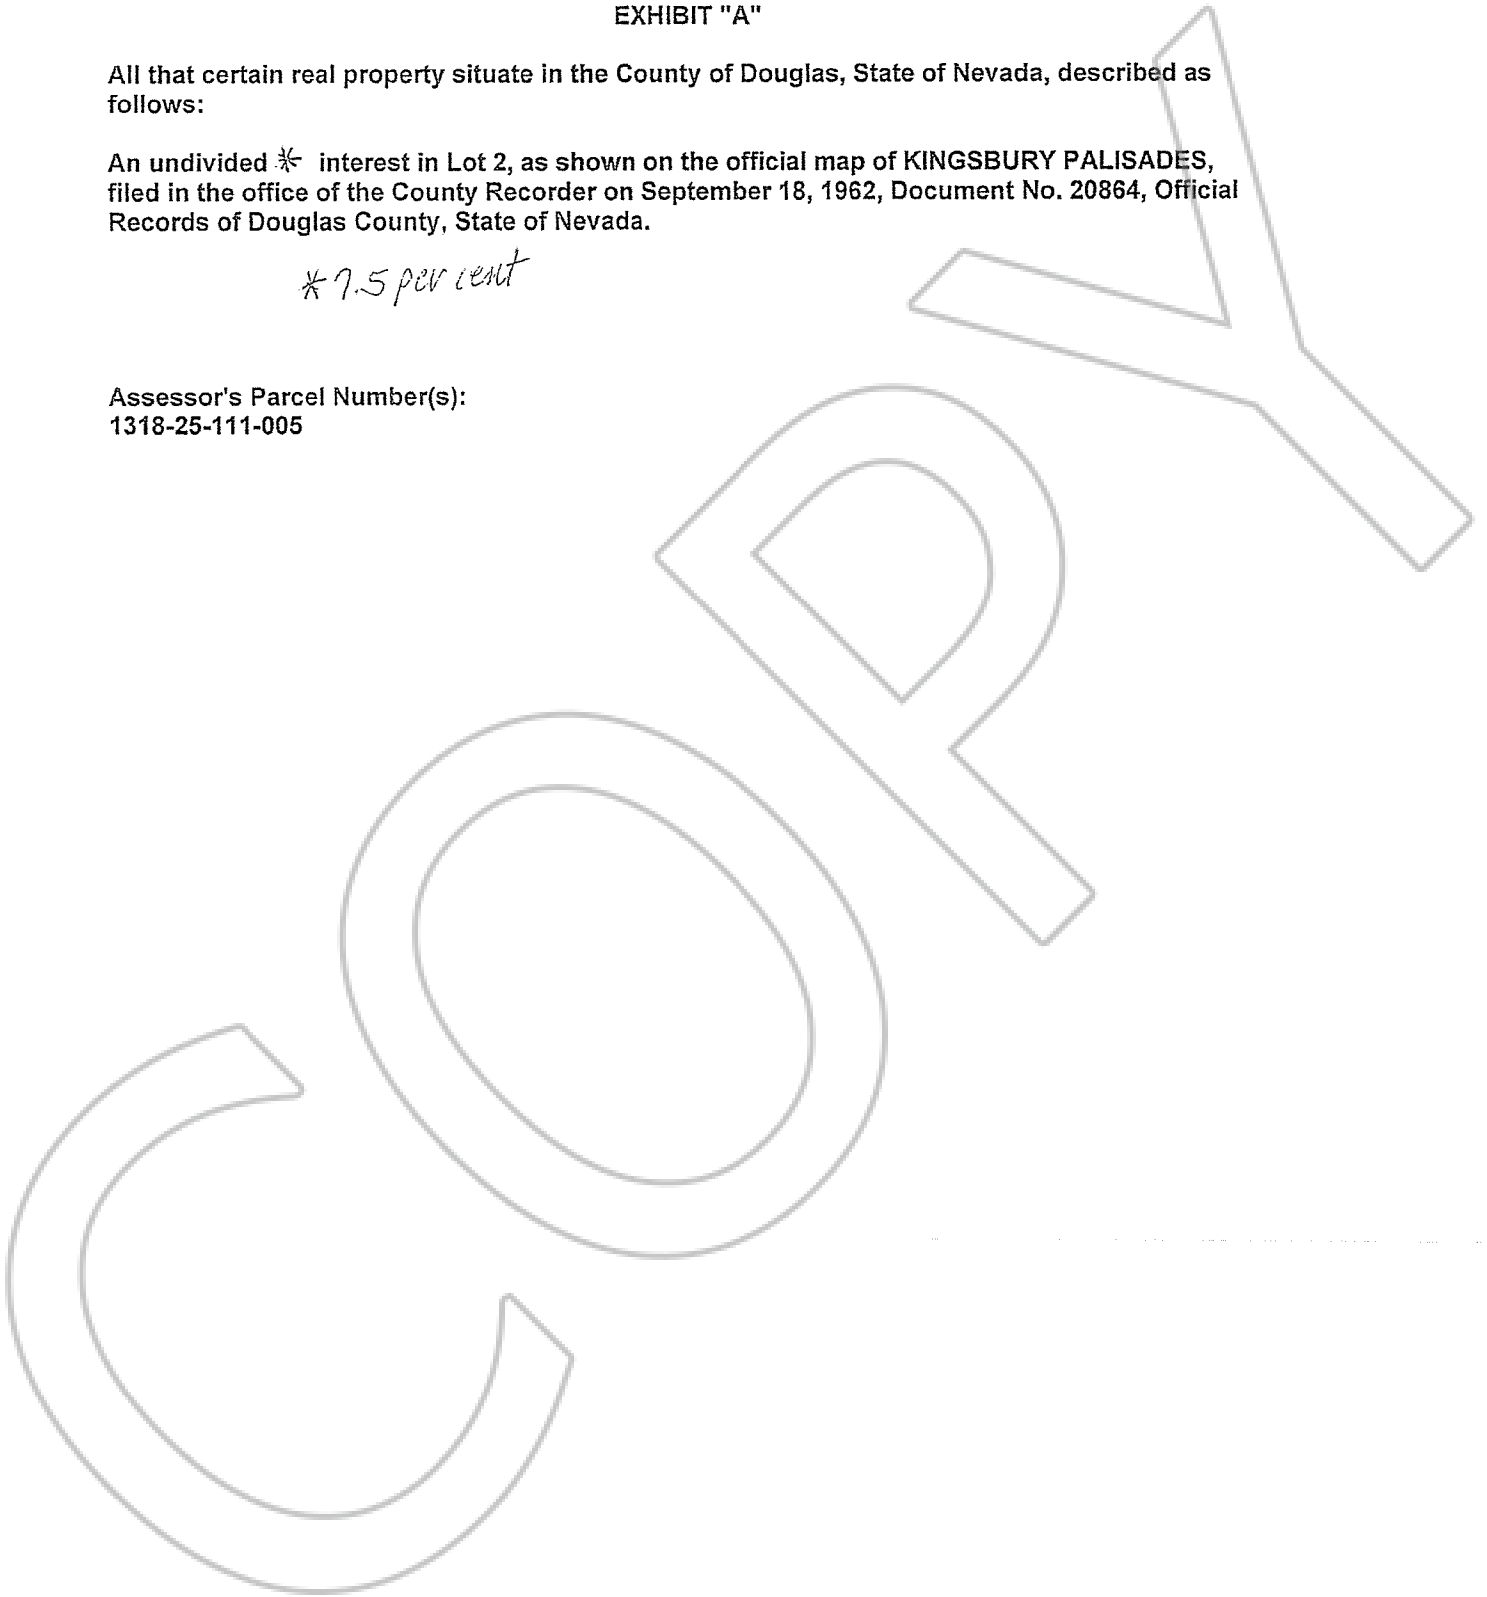 EXHIBIT "A"
All that certain real property situate in the County of Douglas, State of Nevada, described as
follows:
An undivided * interest in Lot 2, as shown on the official map of KINGSBURY PALISADES,
filed in the office of the County Recorder on September 18, 1962, Document No. 20864, Official
Records of Douglas County, State of Nevada.
* 7.5 per cent
Assessor's Parcel Number(s):
1318-25-111-005
COPY